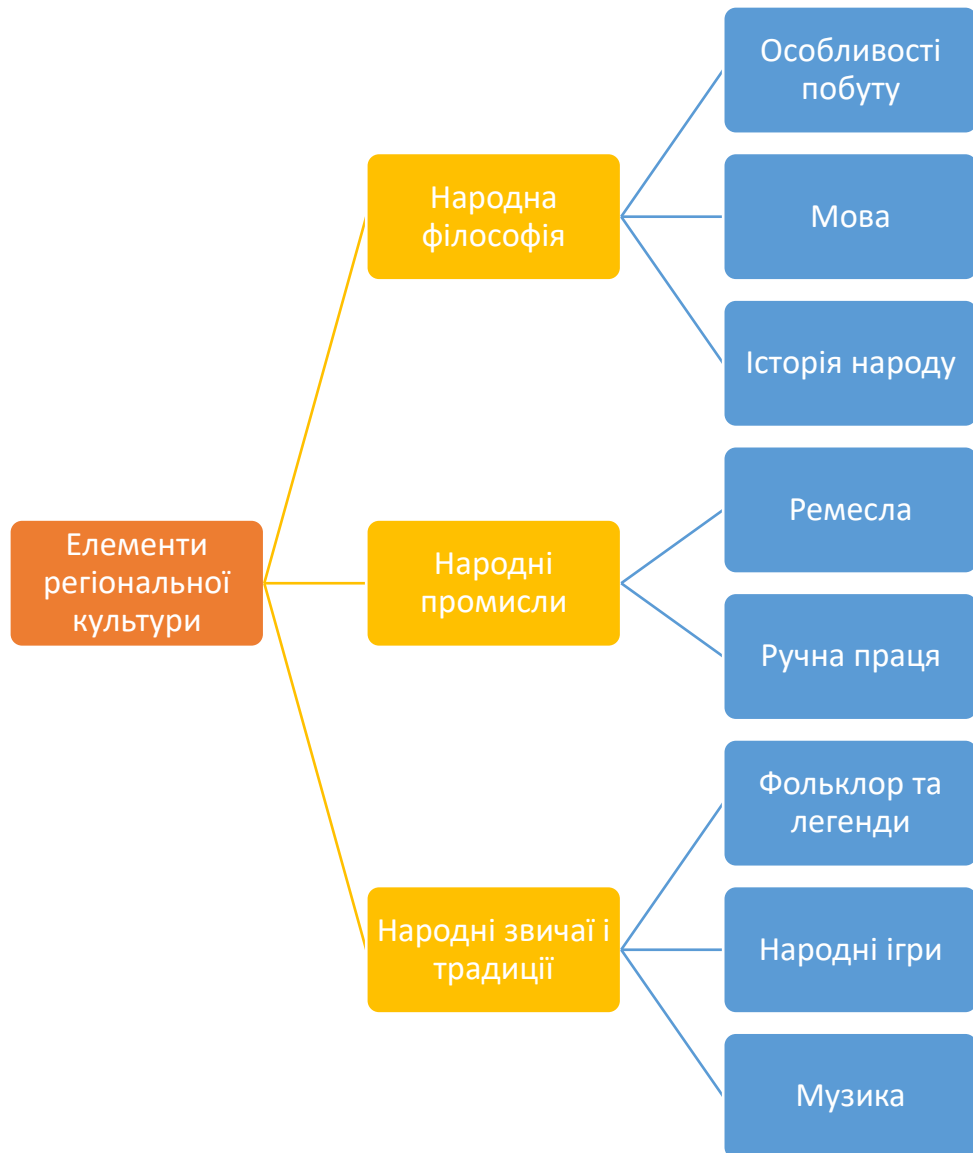 Елементи
регіональної
культури
Народна
філософія
Особливості
побуту
Мова
Історія народу
Народні
промисли
Ремесла
Ручна праця
Народні звичаї і
традиції
Фольклор та
легенди
Народні ігри
Музика